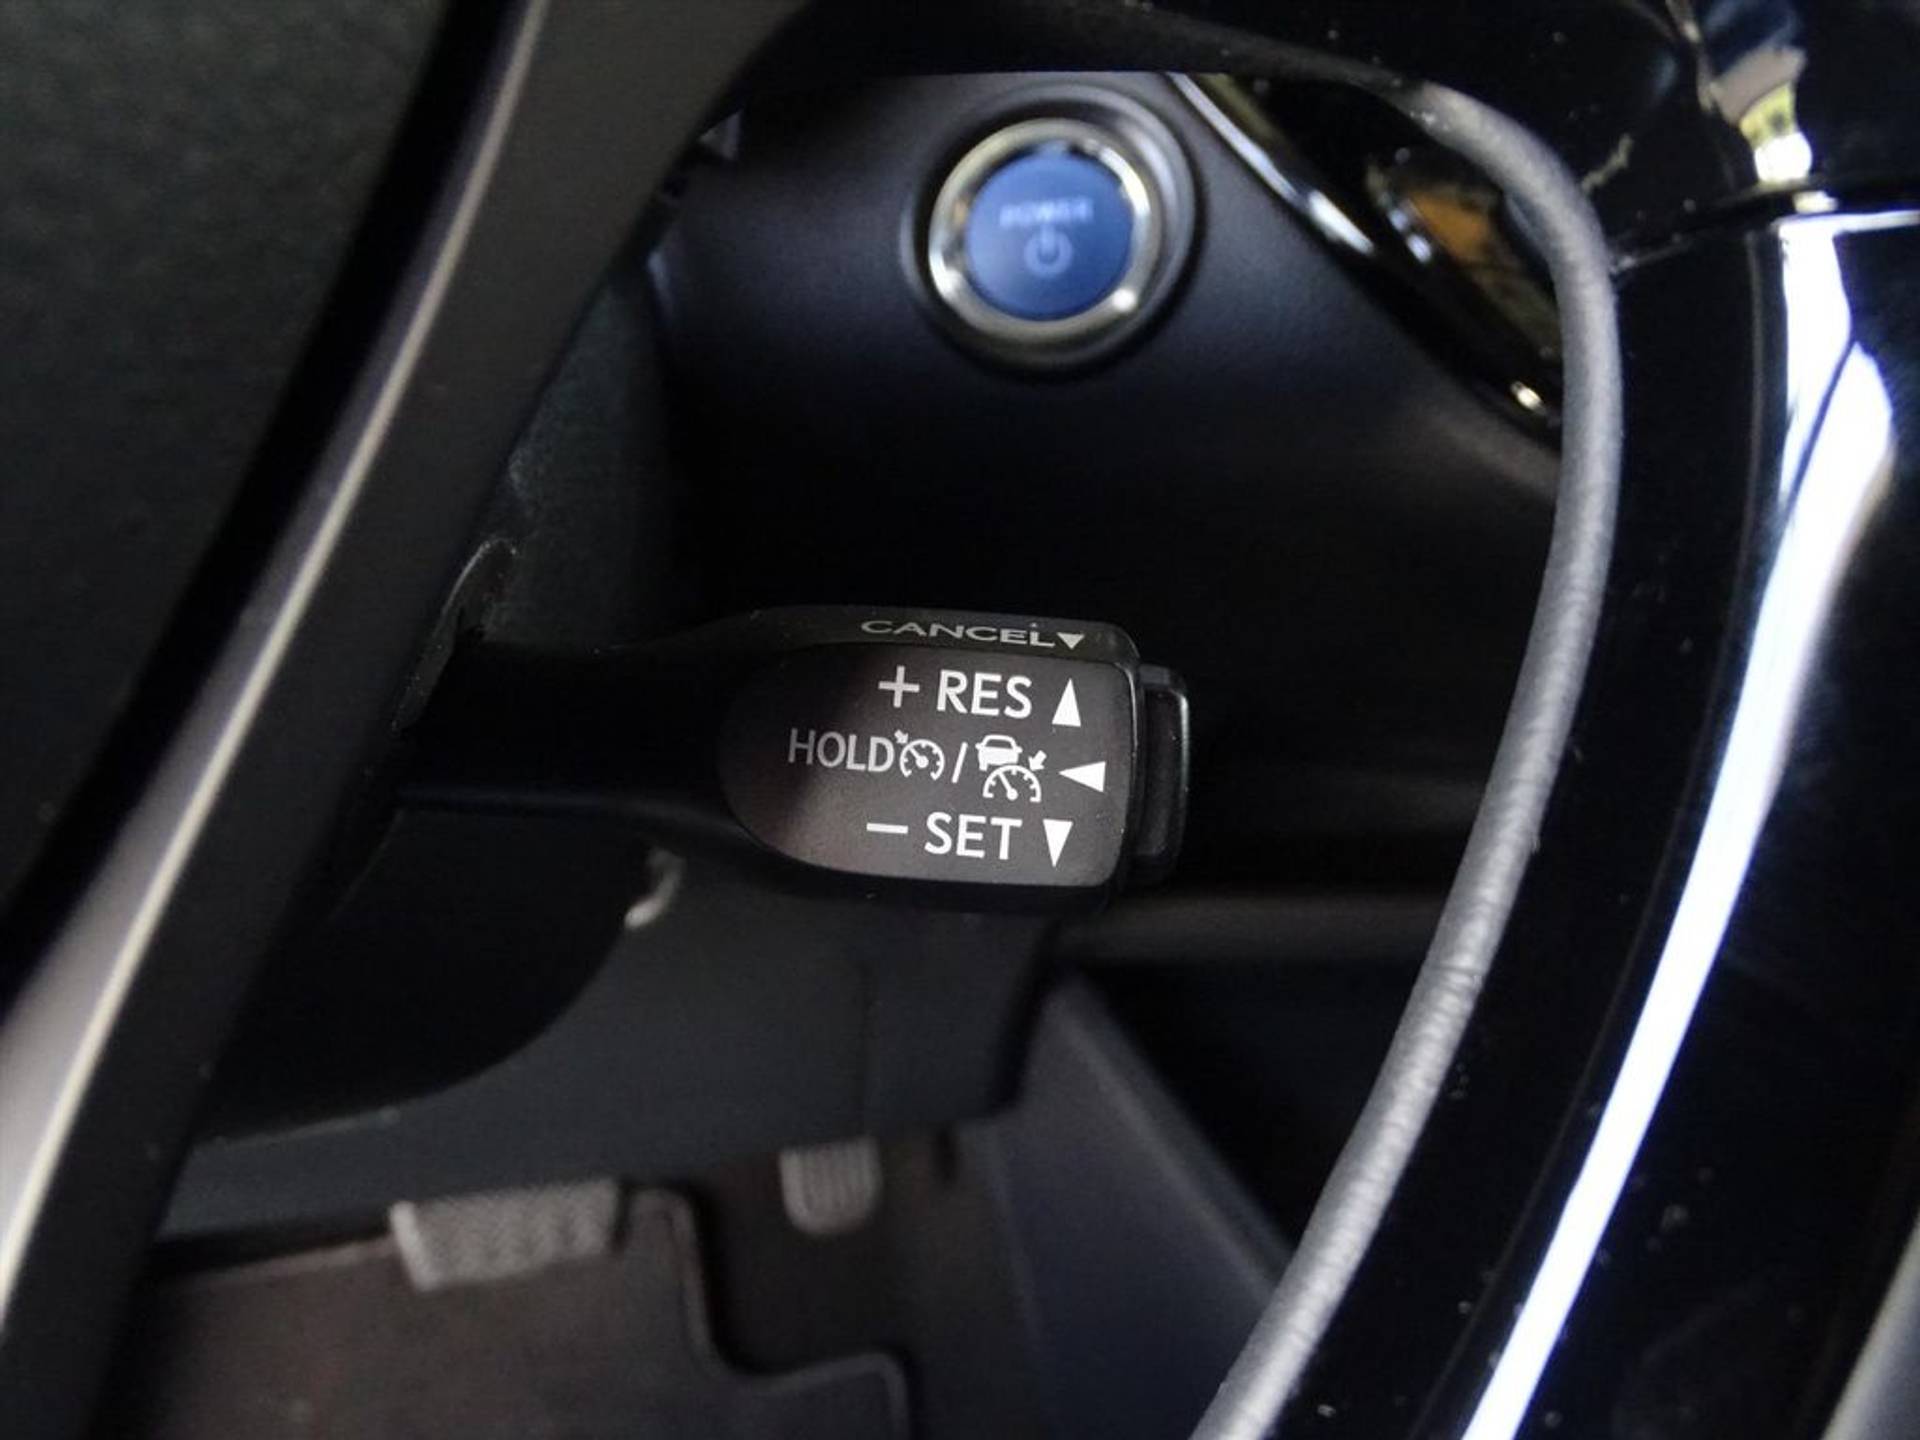 POWER
CANCEL▼
+ RES ▲
HOLD / ◀
− SET ▼